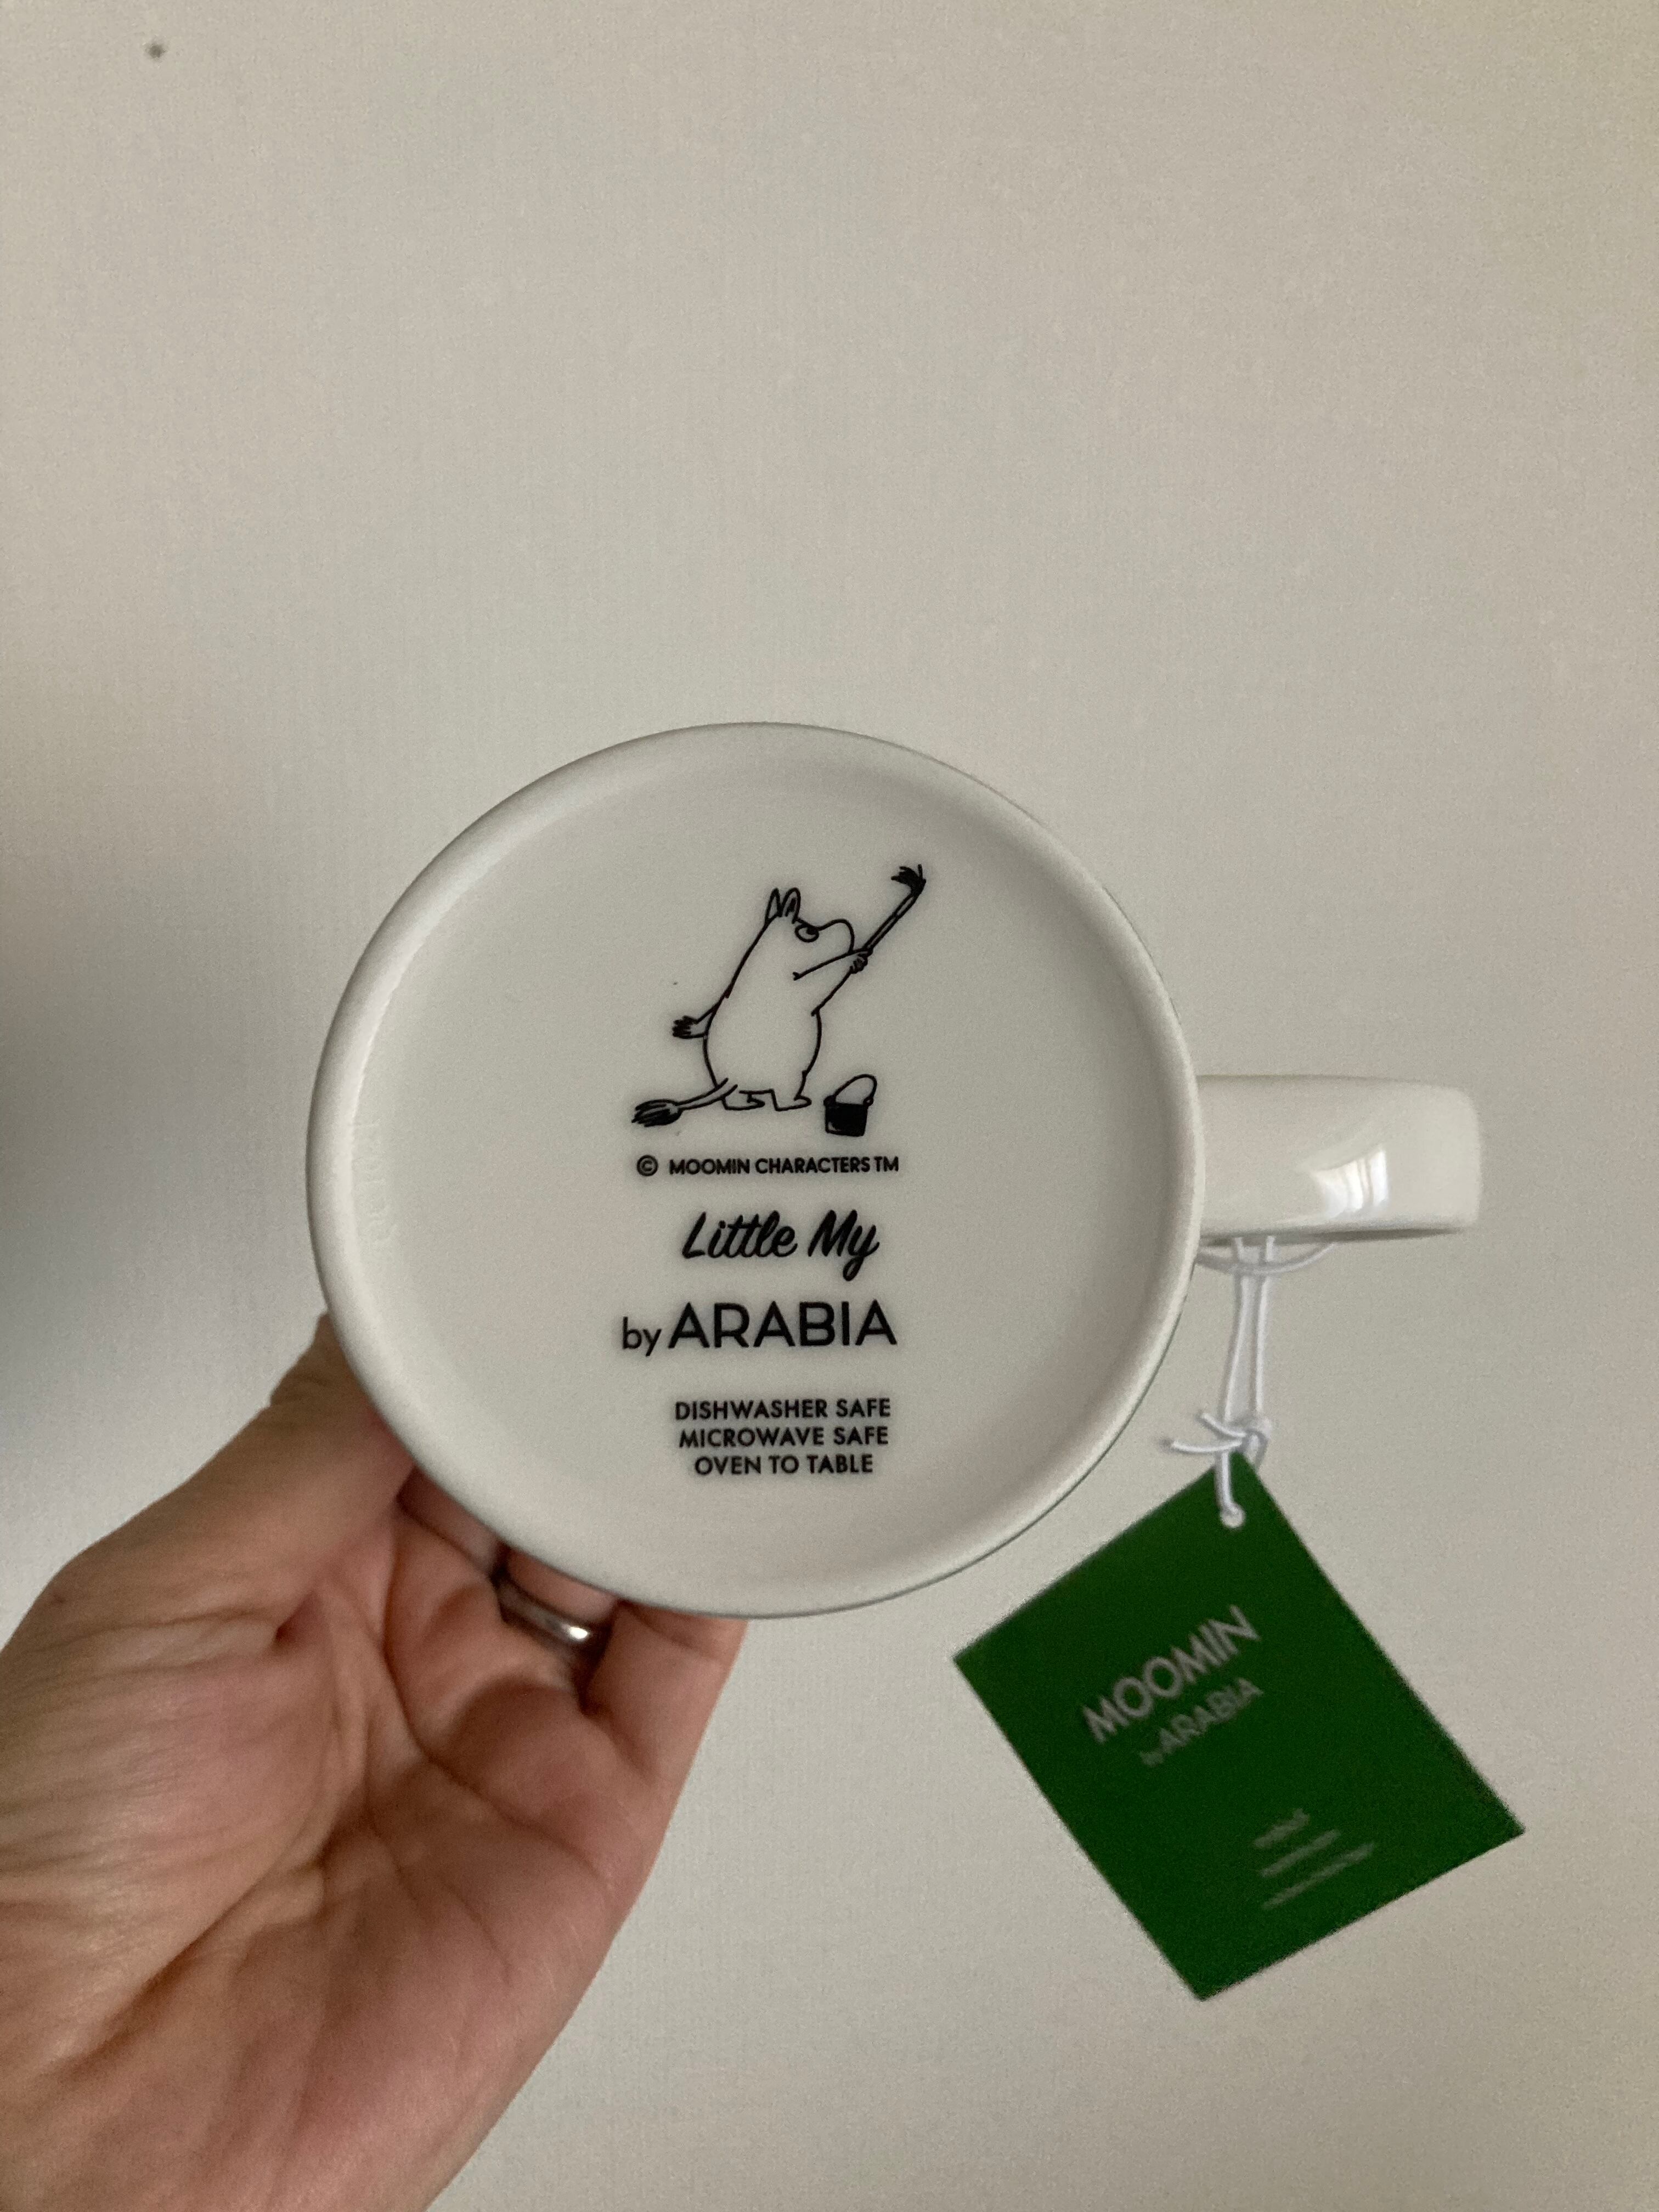 © MOOMIN CHARACTERS TM
Little My
by ARABIA
DISHWASHER SAFE
MICROWAVE SAFE
OVEN TO TABLE
MOOMIN
by ARABIA